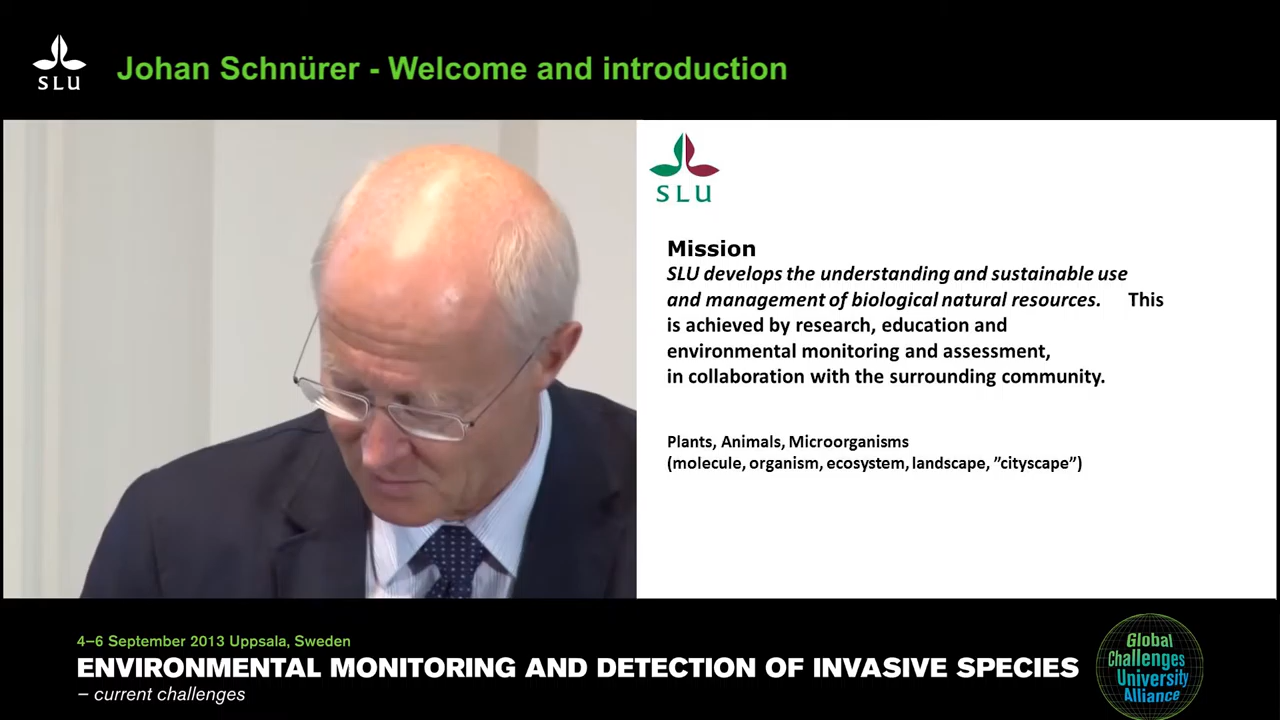 SLU
Johan Schnürer - Welcome and introduction
SLU
Mission
SLU develops the understanding and sustainable use
and management of biological natural resources. This
is achieved by research, education and
environmental monitoring and assessment,
in collaboration with the surrounding community.
Plants, Animals, Microorganisms
(molecule, organism, ecosystem, landscape, ”cityscape”)
4–6 September 2013 Uppsala, Sweden
ENVIRONMENTAL MONITORING AND DETECTION OF INVASIVE SPECIES
– current challenges
Global
Challenges
University
Alliance